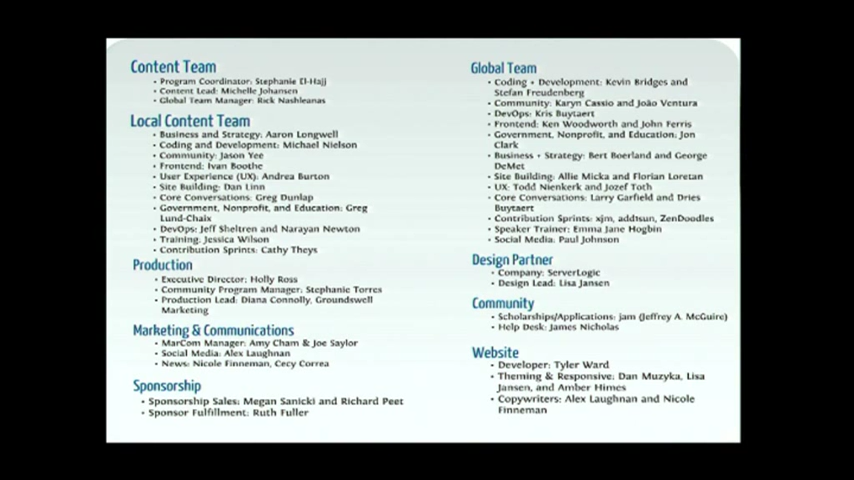 Content Team
• Program Coordinator: Stephanie El-Hajj
• Content Lead: Michelle Johansen
• Global Team Manager: Rick Nashleanas
Local Content Team
• Business and Strategy: Aaron Longwell
• Coding and Development: Michael Nielson
• Community: Jason Yee
• Frontend: Ivan Boothe
• User Experience (UX): Andrea Burton
• Site Building: Dan Linn
• Core Conversations: Greg Dunlap
• Government, Nonprofit, and Education: Greg
Lund-Chaix
• DevOps: Jeff Sheltren and Narayan Newton
• Training: Jessica Wilson
• Contribution Sprints: Cathy Theys
Production
• Executive Director: Holly Ross
• Community Program Manager: Stephanie Torres
• Production Lead: Diana Connolly, Groundswell
Marketing
Marketing & Communications
• MarCom Manager: Amy Cham & Joe Saylor
• Social Media: Alex Laughnan
• News: Nicole Finneman, Cecy Correa
Sponsorship
• Sponsorship Sales: Megan Sanicki and Richard Peet
• Sponsor Fulfillment: Ruth Fuller
Global Team
• Coding + Development: Kevin Bridges and
Stefan Freudenberg
• Community: Karyn Cassio and João Ventura
• DevOps: Kris Buytaert
• Frontend: Ken Woodworth and John Ferris
• Government, Nonprofit, and Education: Jon
Clark
• Business + Strategy: Bert Boerland and George
DeMet
• Site Building: Allie Micka and Florian Loretan
• UX: Todd Nienkerk and Jozef Toth
• Core Conversations: Larry Garfield and Dries
Buytaert
• Contribution Sprints: xjm, add1sun, ZenDoodles
• Speaker Trainer: Emma Jane Hogbin
• Social Media: Paul Johnson
Design Partner
• Company: ServerLogic
• Design Lead: Lisa Jansen
Community
• Scholarships/Applications: jam (Jeffrey A. McGuire)
• Help Desk: James Nicholas
Website
• Developer: Tyler Ward
• Theming & Responsive: Dan Muzyka, Lisa
Jansen, and Amber Himes
• Copywriters: Alex Laughnan and Nicole
Finneman